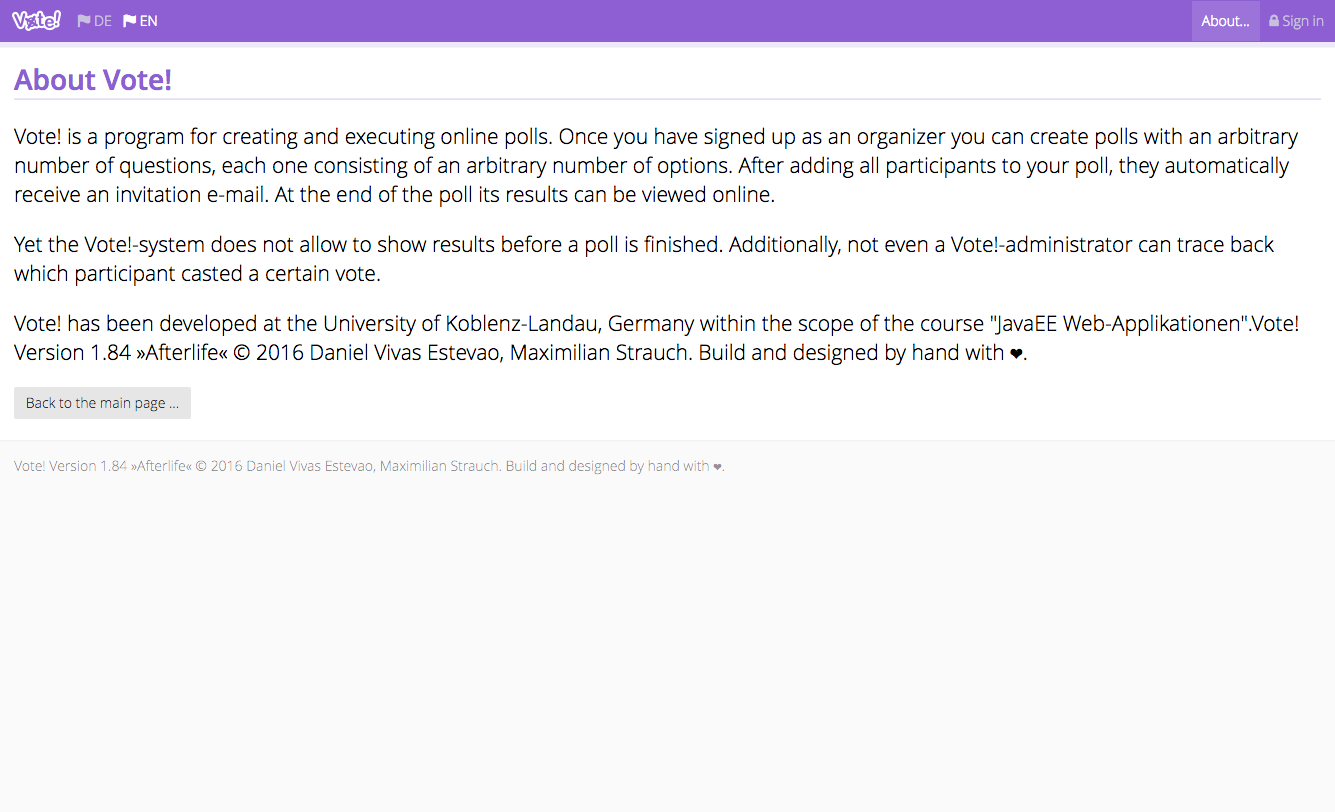 Vote! DE EN About... Sign in
About Vote!
Vote! is a program for creating and executing online polls. Once you have signed up as an organizer you can create polls with an arbitrary
number of questions, each one consisting of an arbitrary number of options. After adding all participants to your poll, they automatically
receive an invitation e-mail. At the end of the poll its results can be viewed online.
Yet the Vote!-system does not allow to show results before a poll is finished. Additionally, not even a Vote!-administrator can trace back
which participant casted a certain vote.
Vote! has been developed at the University of Koblenz-Landau, Germany within the scope of the course "JavaEE Web-Applikationen".Vote!
Version 1.84 »Afterlife« © 2016 Daniel Vivas Estevao, Maximilian Strauch. Build and designed by hand with ❤.
Back to the main page ...
Vote! Version 1.84 »Afterlife« © 2016 Daniel Vivas Estevao, Maximilian Strauch. Build and designed by hand with ❤.